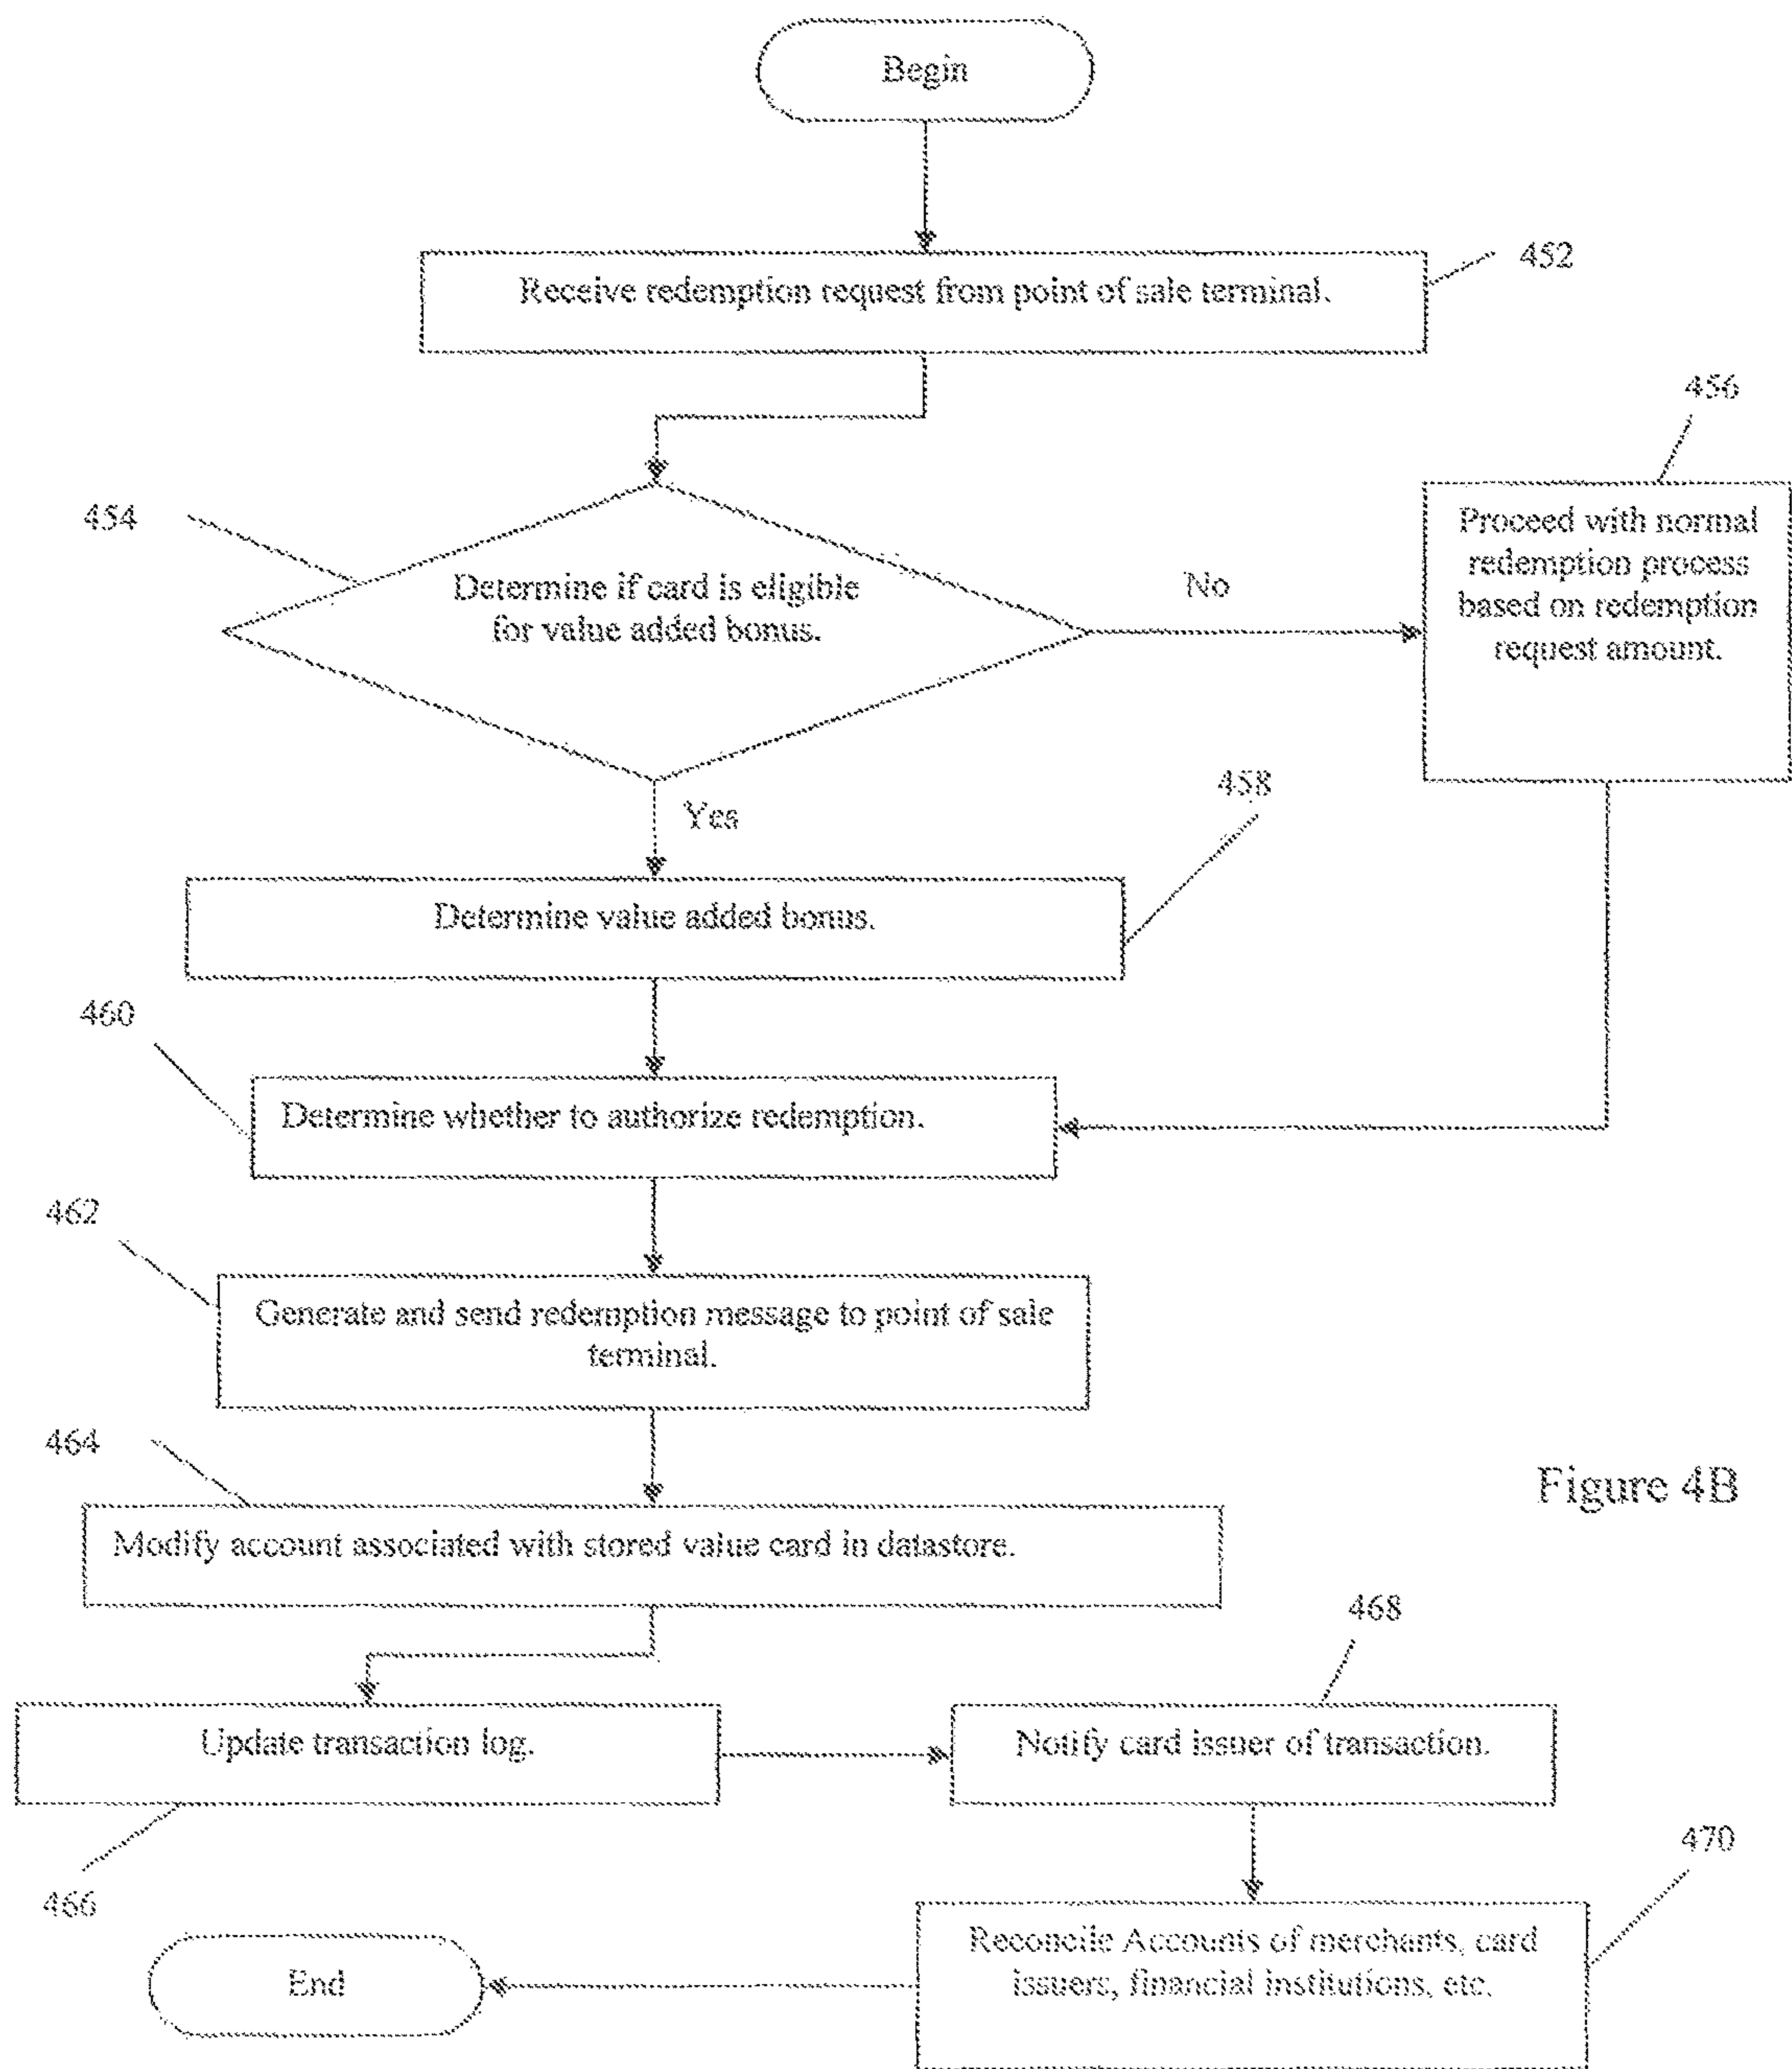 Begin
Receive redemption request from point of sale terminal.
452
456
454
Determine if card is eligible
for value added bonus.
No
Proceed with normal
redemption process
based on redemption
request amount.
Yes
458
Determine value added bonus.
460
Determine whether to authorize redemption.
462
Generate and send redemption message to point of sale
terminal.
464
Figure 4B
Modify account associated with stored value card in datastore.
468
Update transaction log.
Notify card issuer of transaction.
466
470
Reconcile Accounts of merchants, card
issuers, financial institutions, etc.
End